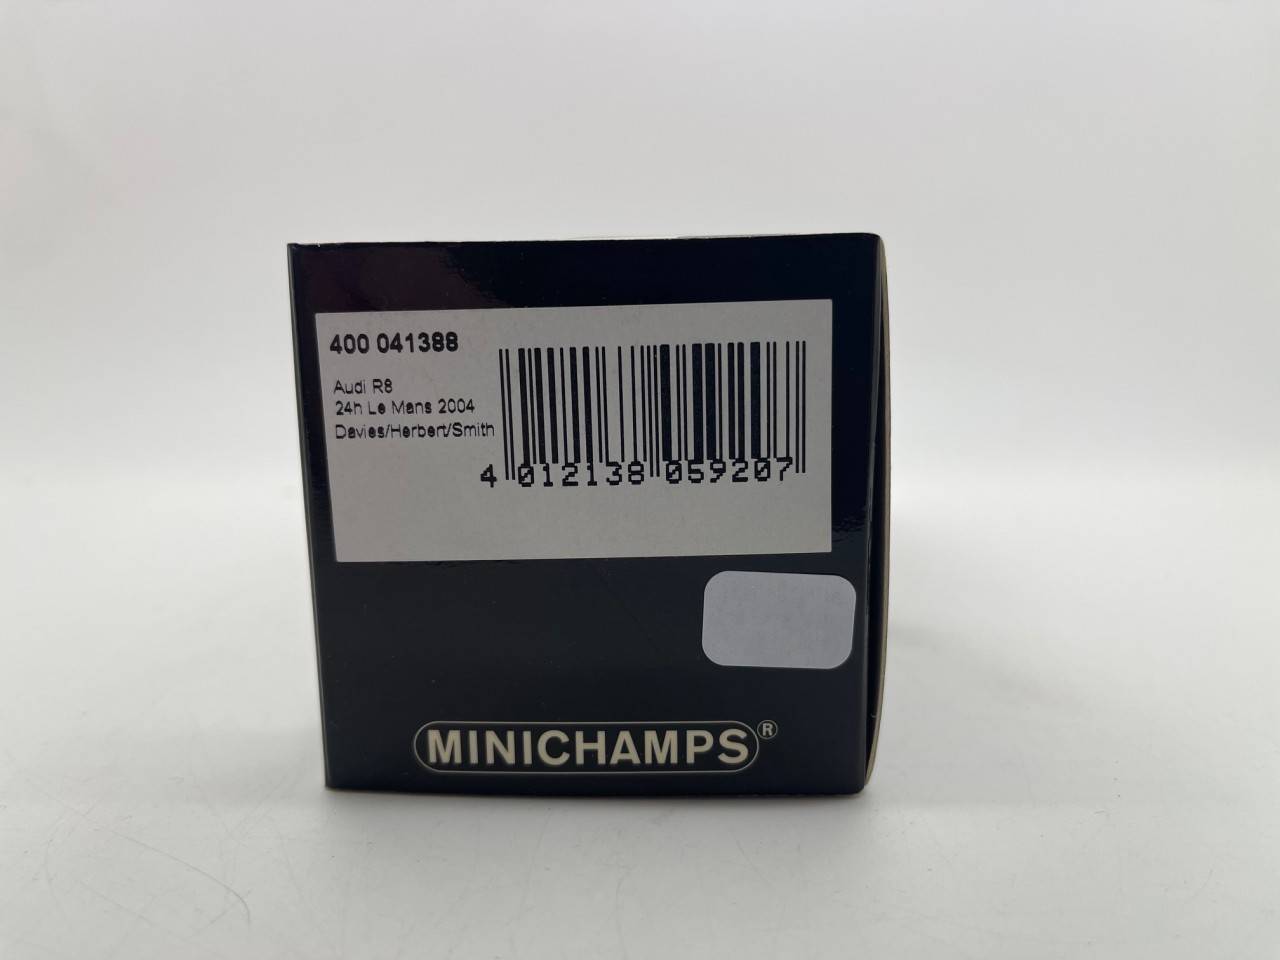 400 041388
Audi R8
24h Le Mans 2004
Davies/Herbert/Smith
4 012138 059207
MINICHAMPS®